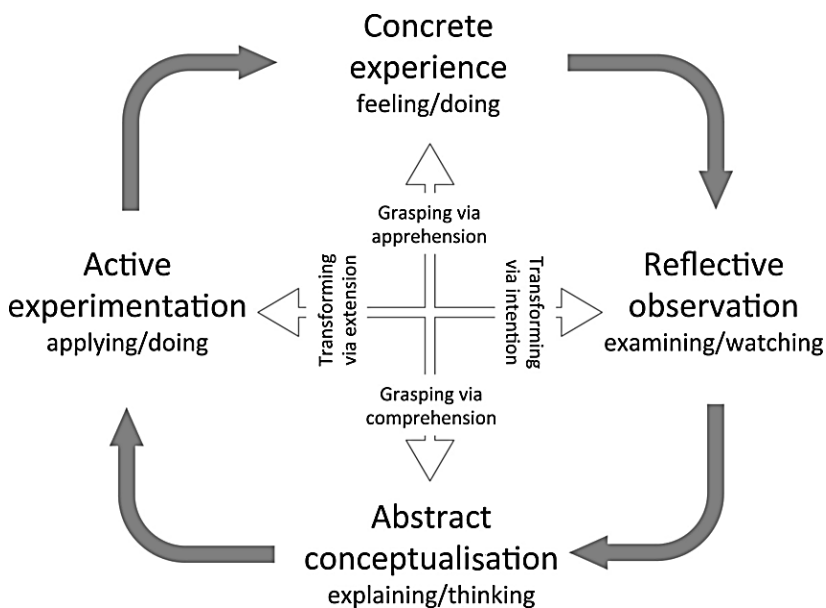 Concrete
experience
feeling/doing
Grasping via
apprehension
Active
experimentation
applying/doing
Transforming
via extension
Transforming
via intention
Reflective
observation
examining/watching
Grasping via
comprehension
Abstract
conceptualisation
explaining/thinking